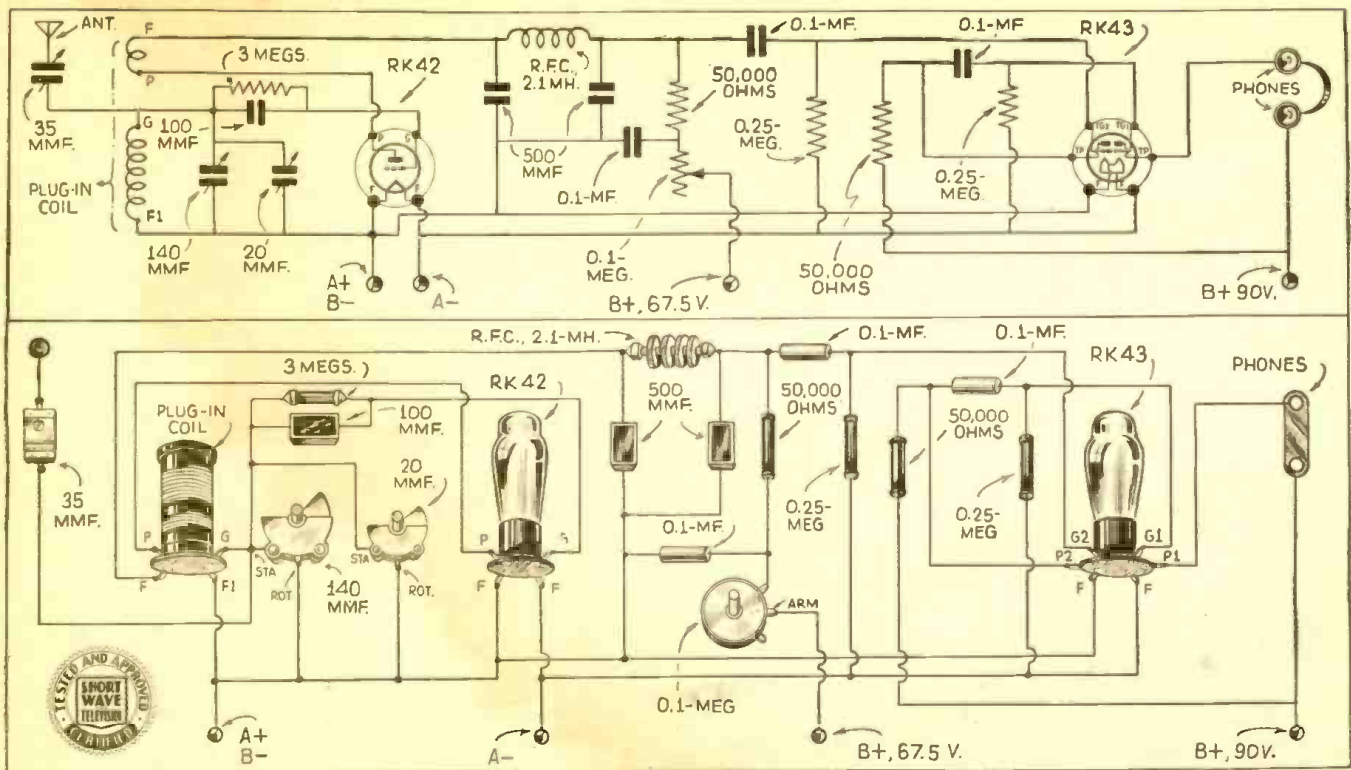 ANT.
F
3 MEGS.
P
RK42
35
MMF.
G
100
MMF
PLUG-IN
COIL
F1
140
MMF
20
MMF.
P
G
F
F
A+
B-
A-
R.F.C.,
2.1 MH.
500
MMF
0.1-MF.
0.1-
MEG.
0.1-MF.
50,000
OHMS
0.25-
MEG.
B+, 67.5 V.
0.1-MF
RK43
50,000
OHMS
0.25-
MEG.
TG2
TG1
TP
TP
PHONES
B+ 90V.
35
MMF.
PLUG-IN
COIL
3 MEGS.
100
MMF.
RK42
20
MMF.
P
G
F
F1
STA
ROT.
140
MMF.
STA
ROT.
P
G
F
F
R.F.C., 2.1-MH.
500
MMF.
50,000
OHMS
0.1-MF.
0.1-MF.
ARM
0.1-MEG
0.25-
MEG
0.1-MF.
50,000
OHMS
0.25-
MEG
RK43
G2
G1
P2
P1
F
F
PHONES
TESTED AND APPROVED
SHORT
WAVE
TELEVISION
CERTIFIED
A+
B-
A-
B+, 67.5 V.
B+, 90V.